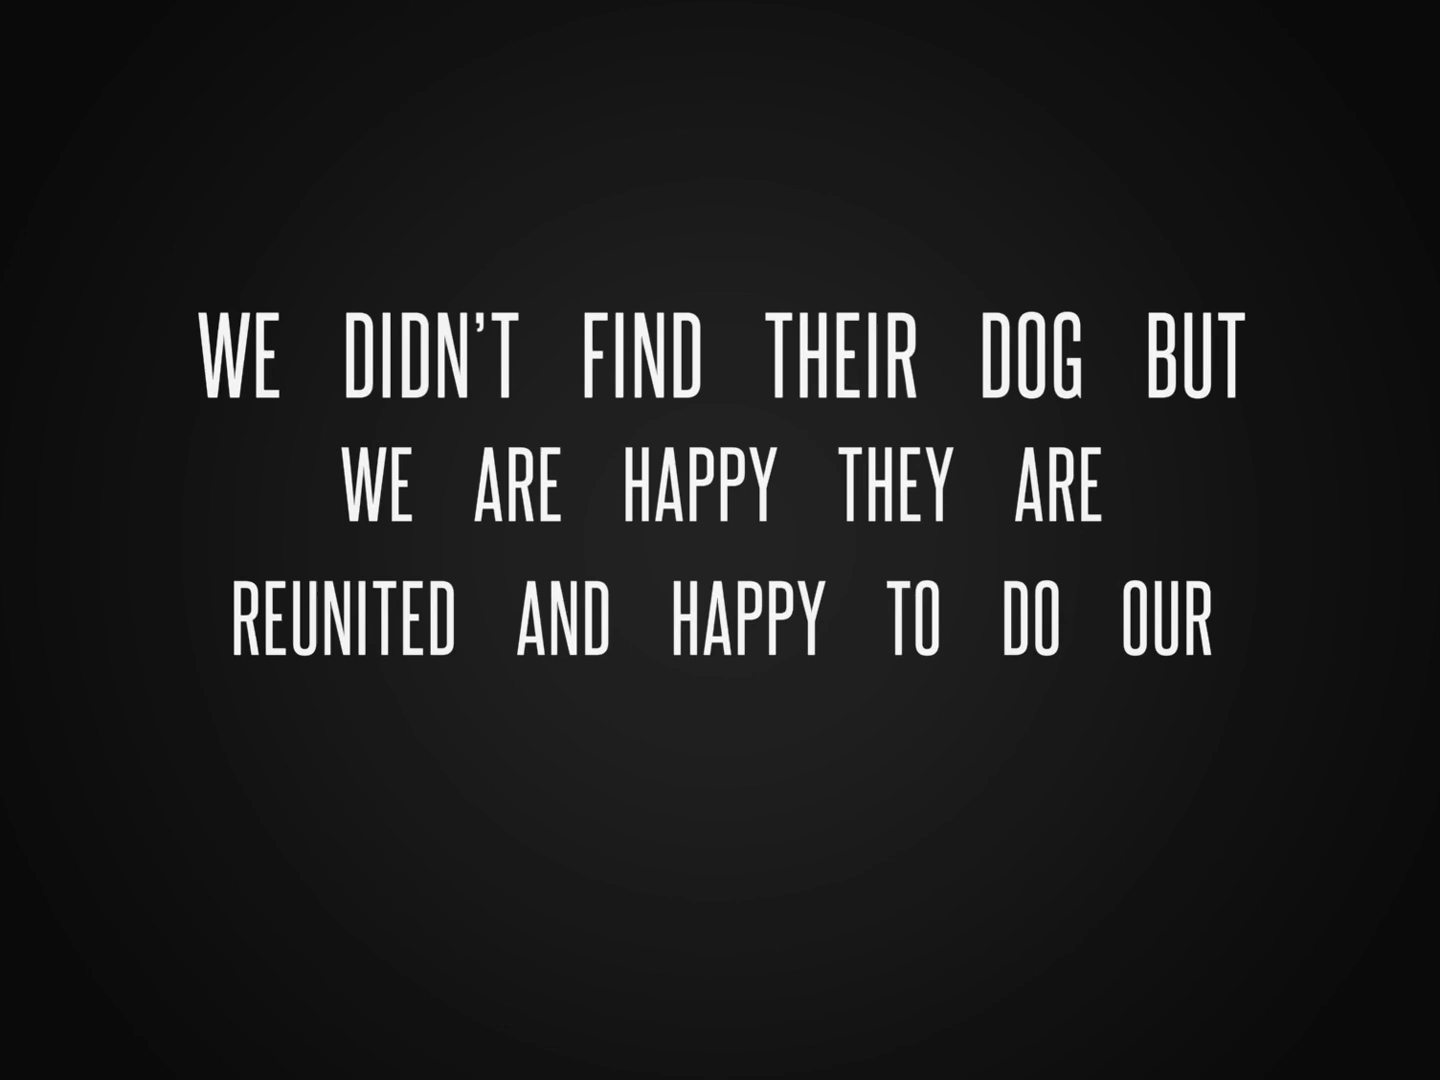 WE DIDN'T FIND THEIR DOG BUT
WE ARE HAPPY THEY ARE
REUNITED AND HAPPY TO DO OUR